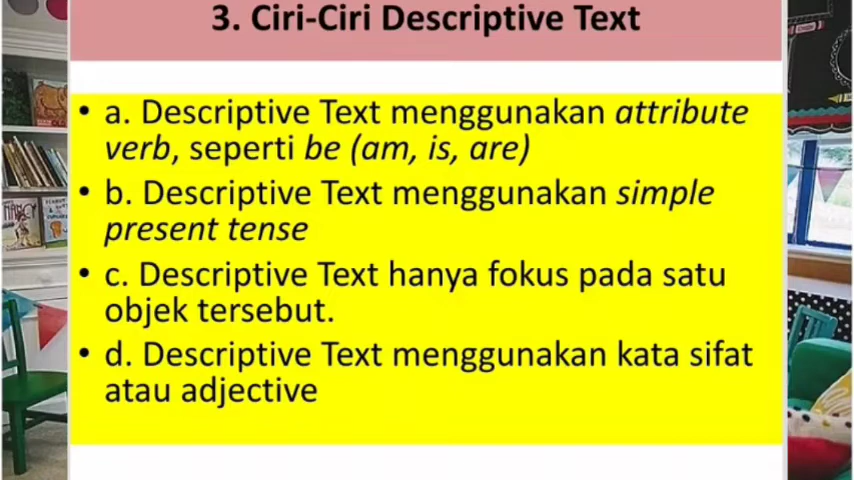 3. Ciri-Ciri Descriptive Text
• a. Descriptive Text menggunakan attribute
verb, seperti be (am, is, are)
• b. Descriptive Text menggunakan simple
present tense
• c. Descriptive Text hanya fokus pada satu
objek tersebut.
• d. Descriptive Text menggunakan kata sifat
atau adjective